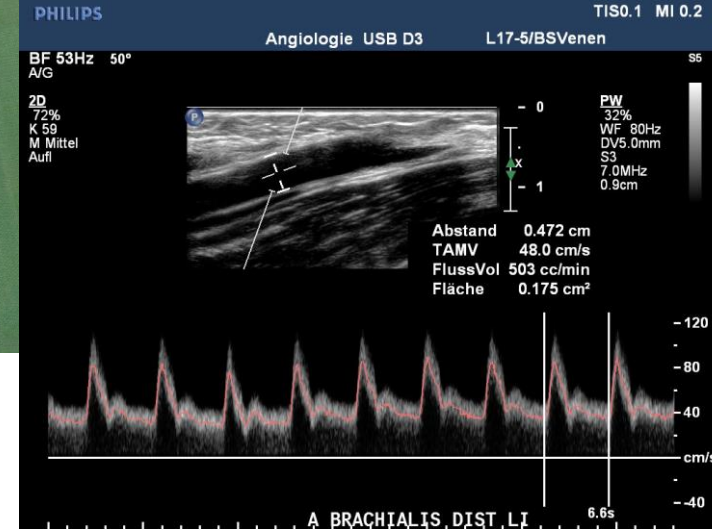 PHILIPS
TIS0.1 MI 0.2
Angiologie USB D3 L17-5/BSVenen
BF 53Hz 50°
A/G
S5
2D
72%
K 59
M Mittel
Aufl
P
0
x
1
PW
32%
WF 80Hz
DV5.0mm
S3
7.0MHz
0.9cm
Abstand 0.472 cm
TAMV 48.0 cm/s
FlussVol 503 cc/min
Fläche 0.175 cm²
120
80
40
cm/s
-40
6.6s
A BRACHIALIS DIST LI